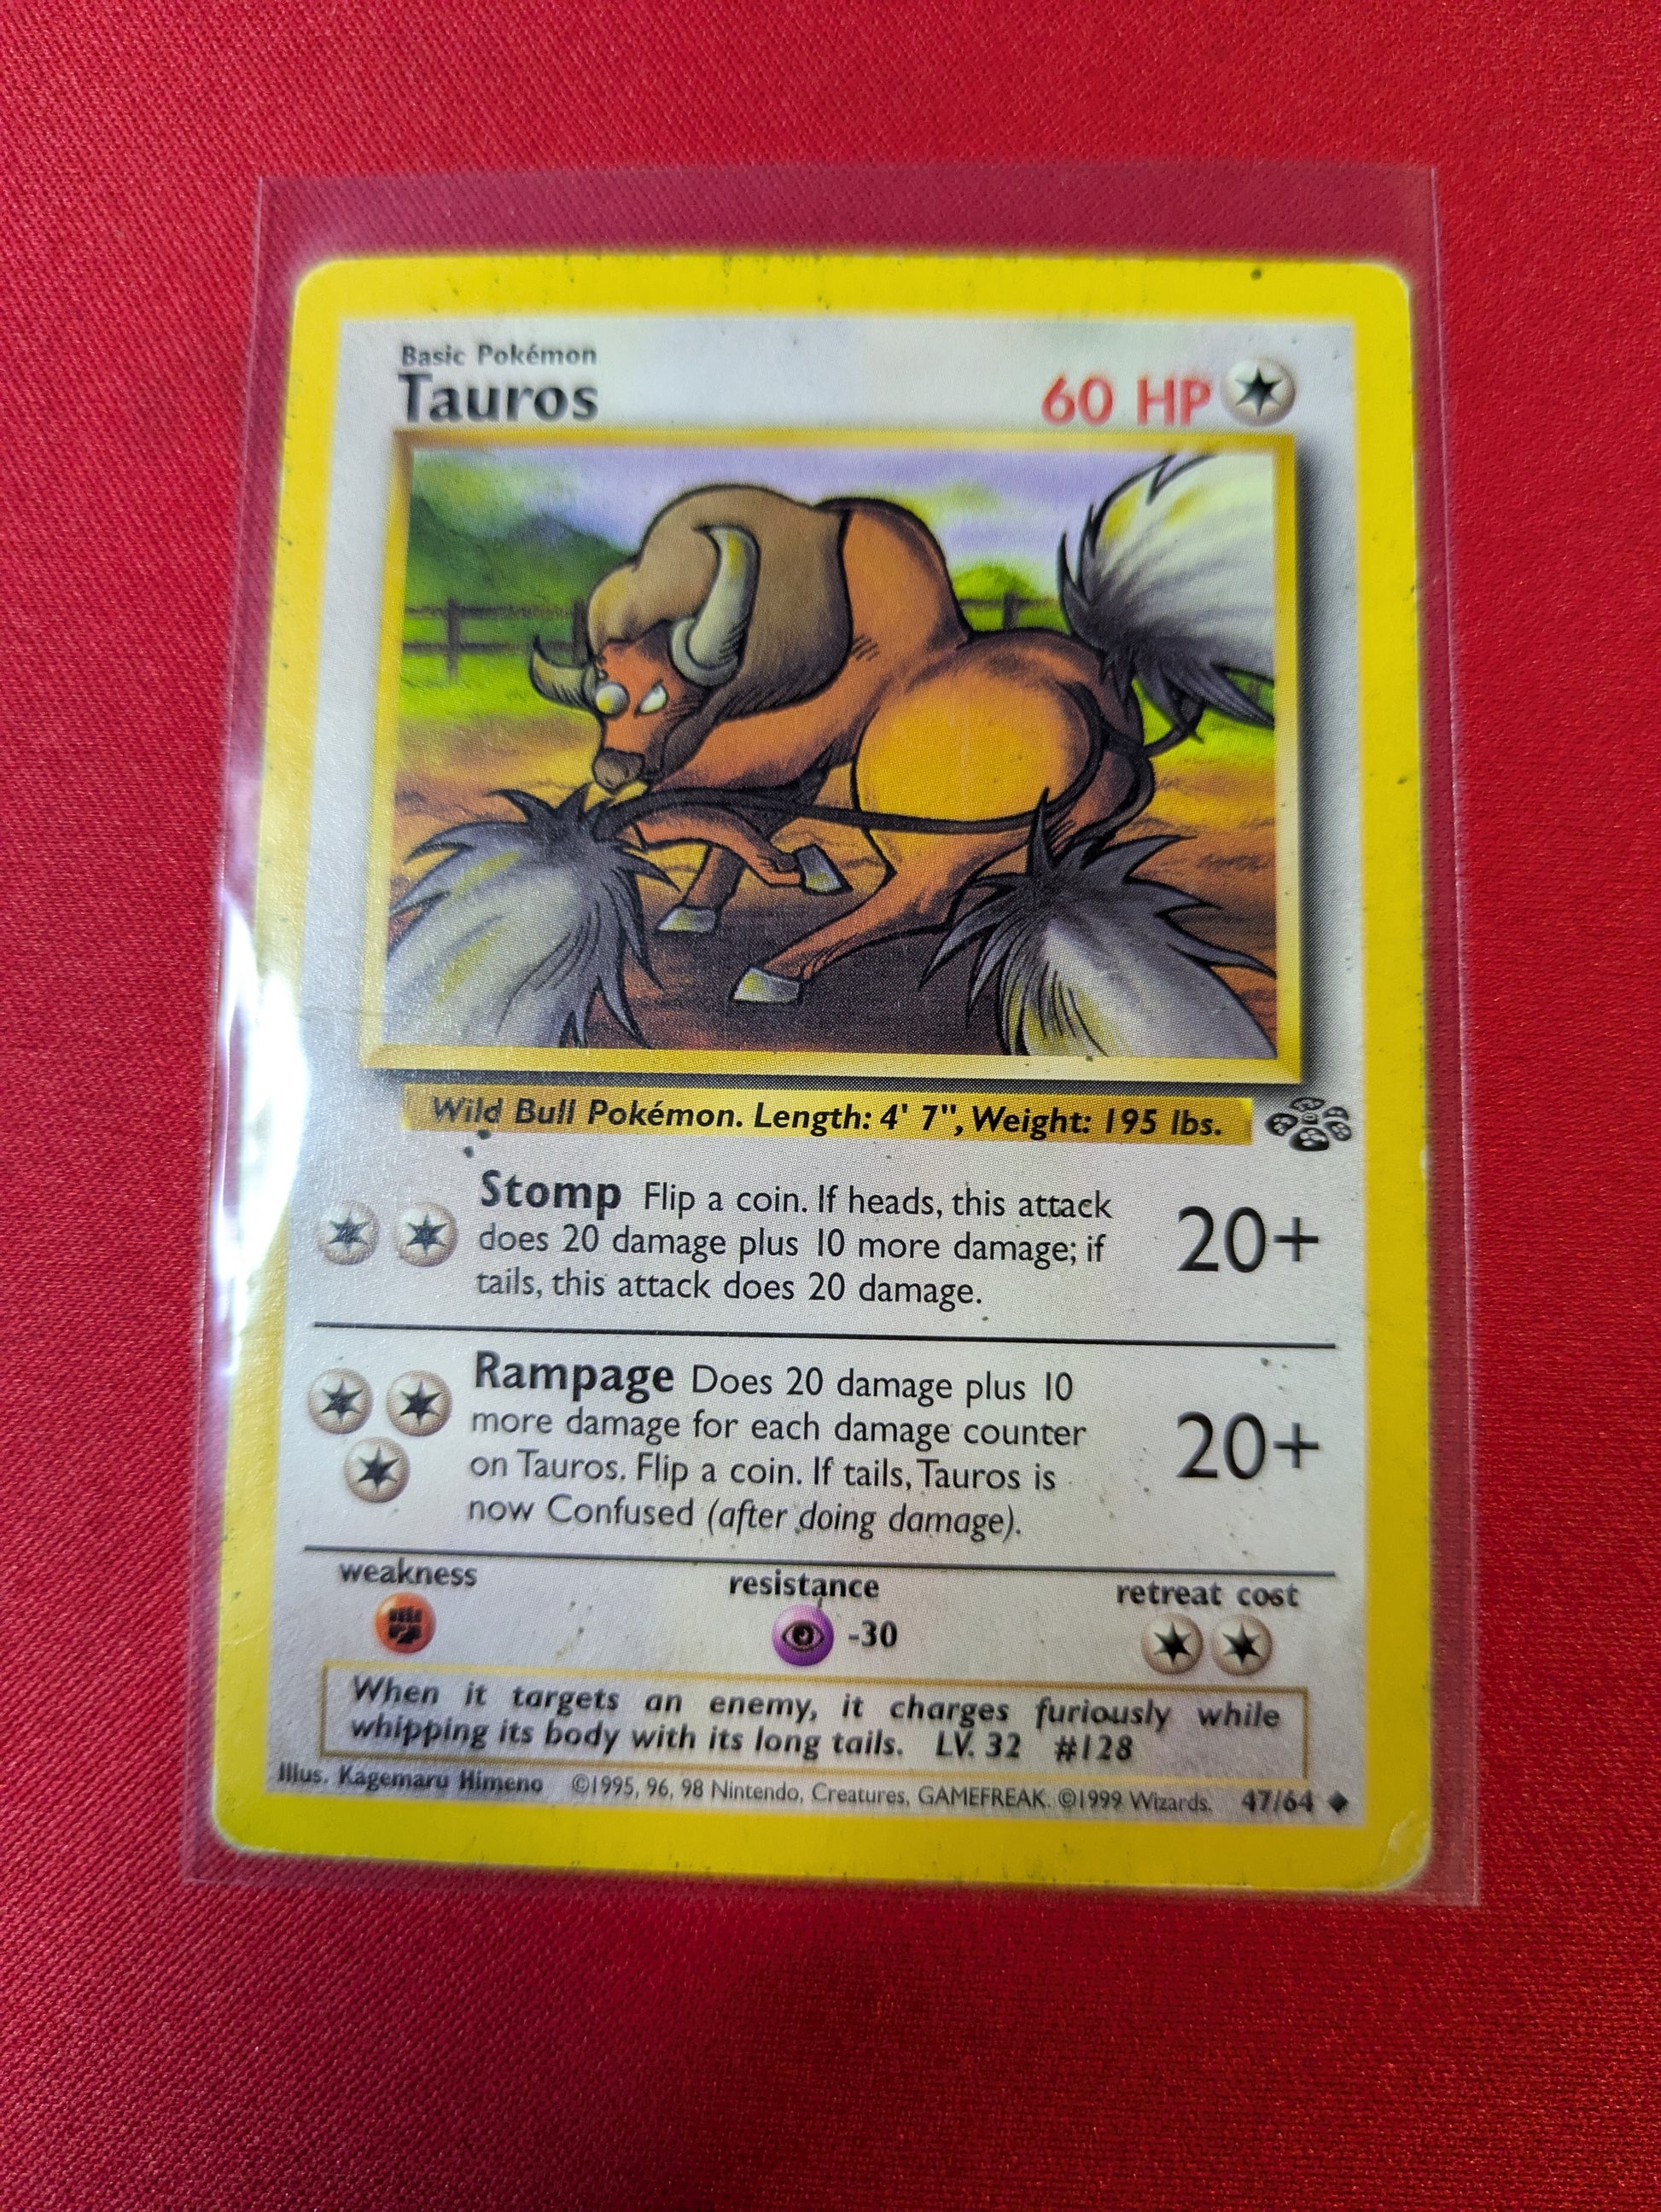 Basic Pokémon
Tauros
60 HP
Wild Bull Pokémon. Length: 4' 7", Weight: 195 lbs.
Stomp Flip a coin. If heads, this attack
does 20 damage plus 10 more damage; if
tails, this attack does 20 damage.
20+
Rampage Does 20 damage plus 10
more damage for each damage counter
on Tauros. Flip a coin. If tails, Tauros is
now Confused (after doing damage).
20+
weakness
resistance
-30
retreat cost
When it targets an enemy, it charges furiously while
whipping its body with its long tails. LV. 32 #128
Illus. Kagemaru Himeno ©1995, 96, 98 Nintendo, Creatures, GAMEFREAK. ©1999 Wizards. 47/64